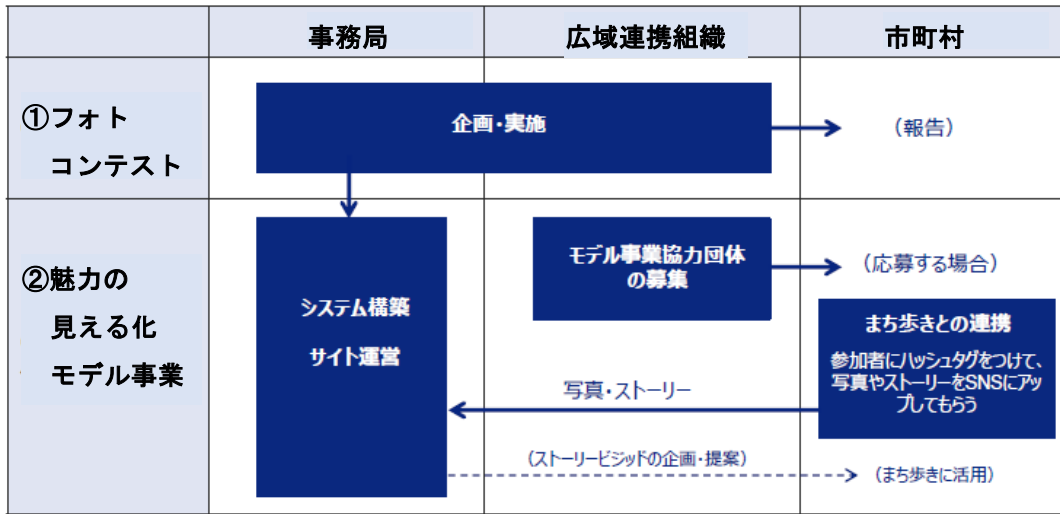 事務局
広域連携組織
市町村
①フォト
コンテスト
企画・実施
（報告）
②魅力の
見える化
モデル事業
システム構築
サイト運営
モデル事業協力団体
の募集
（応募する場合）
まち歩きとの連携
参加者にハッシュタグをつけて、
写真やストーリーをSNSにアッ
プしてもらう
写真・ストーリー
（ストーリービジッドの企画・提案）
（まち歩きに活用）